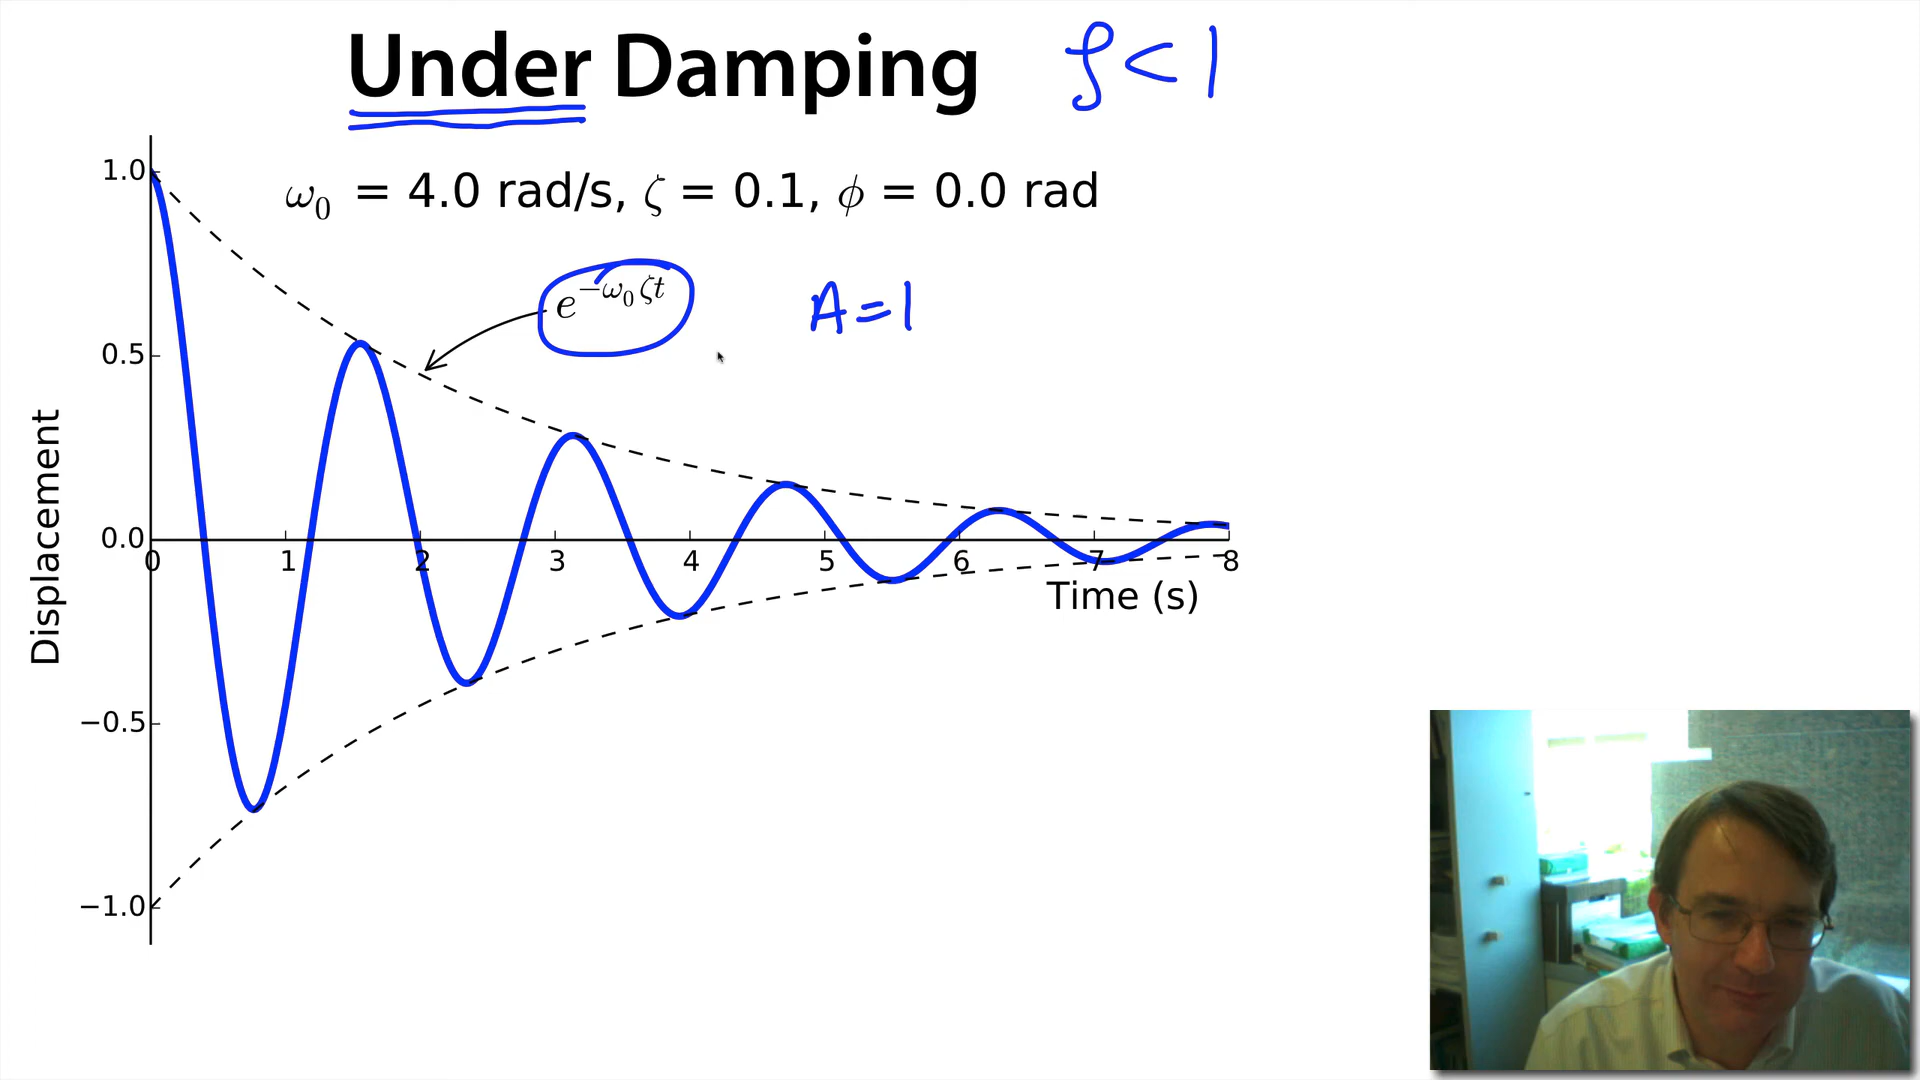 Under Damping ζ < 1
ω₀ = 4.0 rad/s, ζ = 0.1, ϕ = 0.0 rad
e^{−ω₀ζt}
A = 1
Displacement
1.0
0.5
0.0
−0.5
−1.0
0 1 2 3 4 5 6 7 8
Time (s)